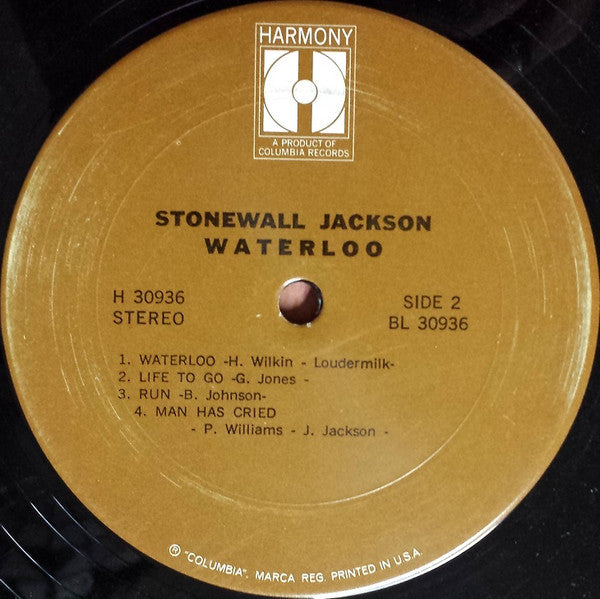 HARMONY
H
A PRODUCT OF
COLUMBIA RECORDS
STONEWALL JACKSON
WATERLOO
H 30936
STEREO
SIDE 2
BL 30936
1. WATERLOO -H. Wilkin - Loudermilk-
2. LIFE TO GO -G. Jones -
3. RUN -B. Johnson-
4. MAN HAS CRIED
- P. Williams - J. Jackson -
Ⓡ "COLUMBIA", MARCA REG. PRINTED IN U.S.A.